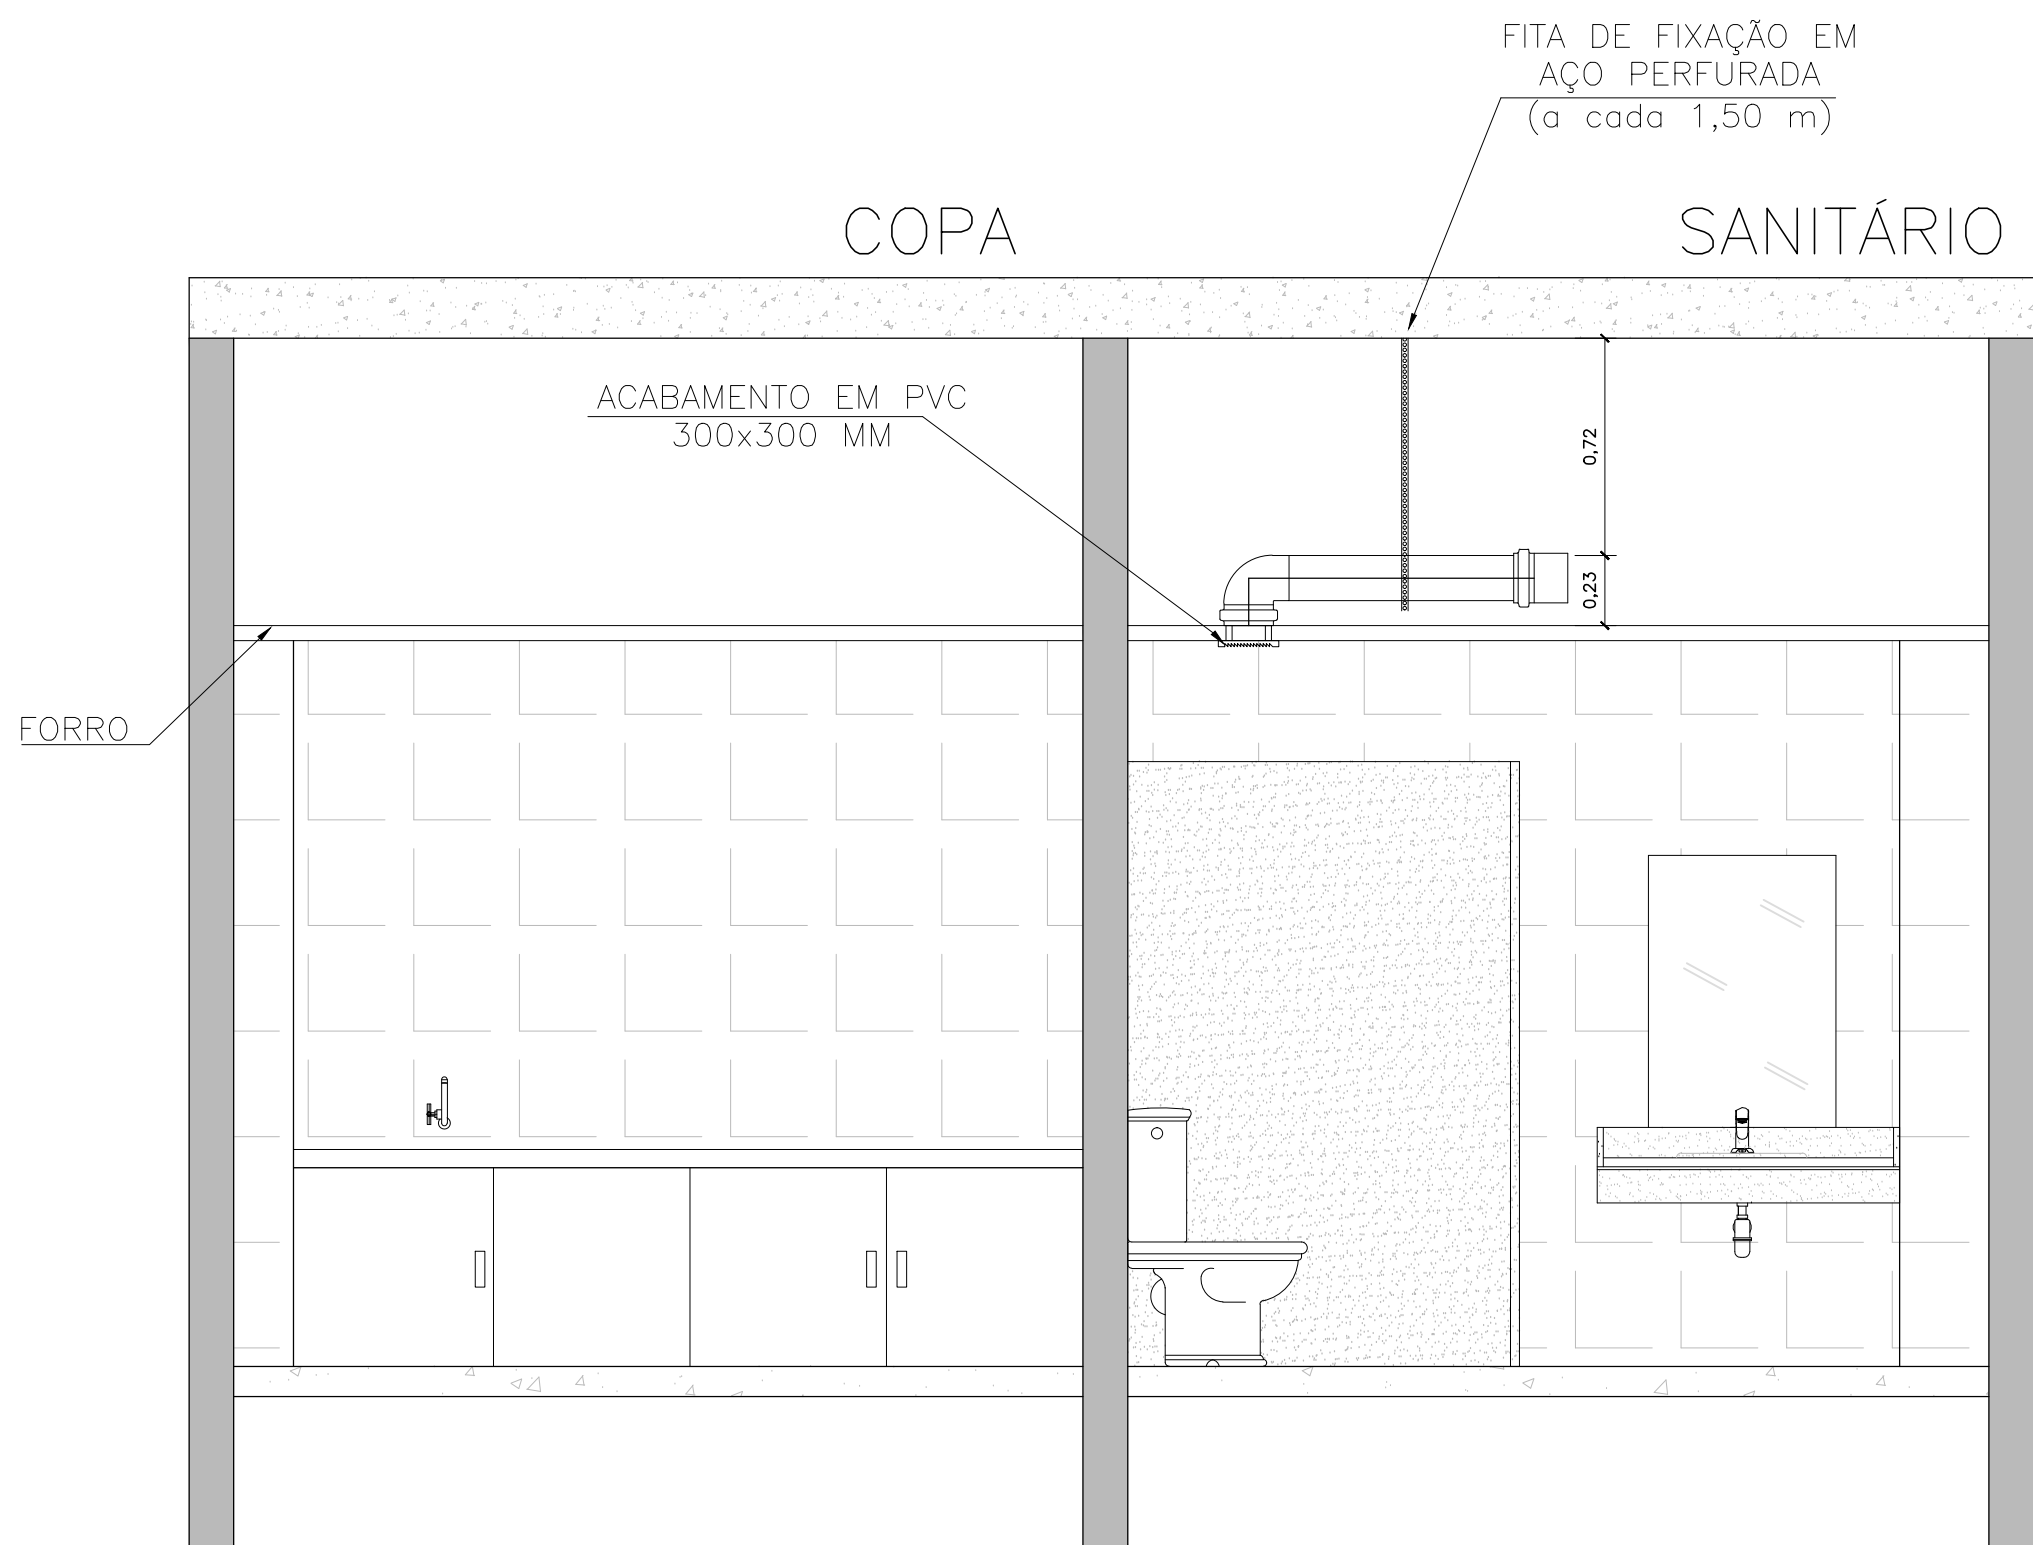 FITA DE FIXAÇÃO EM
AÇO PERFURADA
(a cada 1,50 m)
COPA
SANITÁRIO
ACABAMENTO EM PVC
300x300 MM
0,72
0,23
FORRO